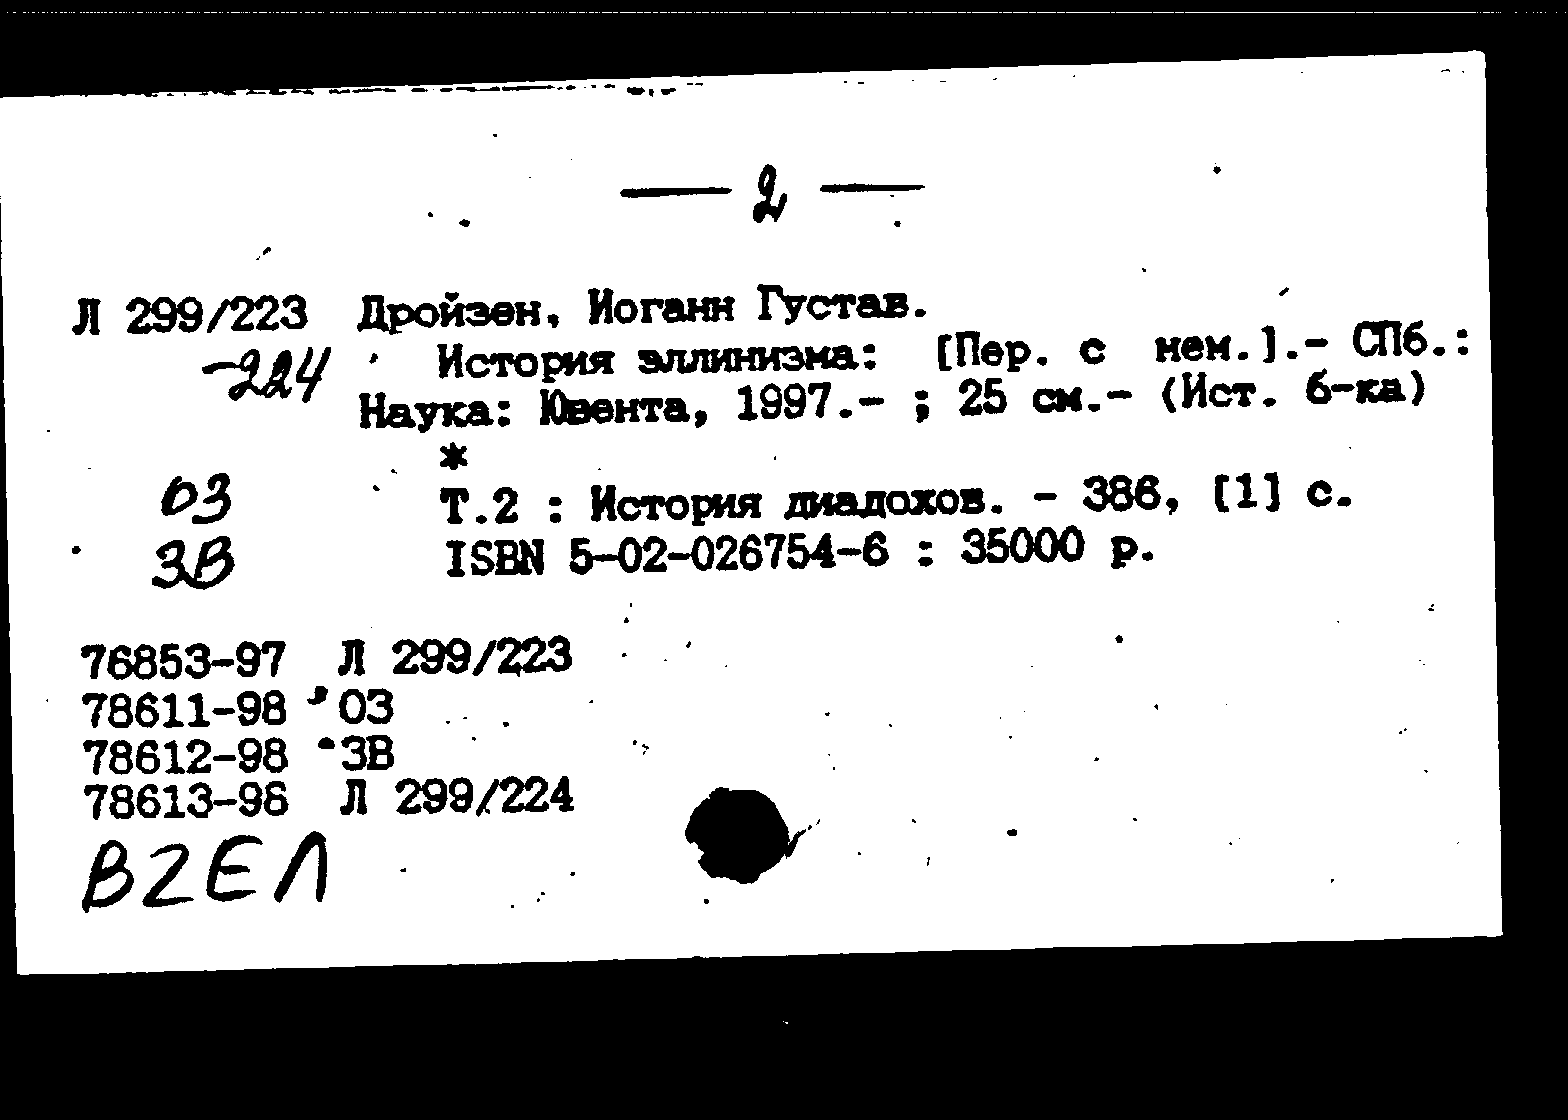 — 2 —
Л 299/223 Дройзен, Иоганн Густав.
-224 История эллинизма: [Пер. с нем.].- СПб.:
Наука: Ювента, 1997.- ; 25 см.- (Ист. б-ка)
*
ОЗ Т.2 : История диадохов. - 386, [1] с.
ЗВ ISBN 5-02-026754-6 : 35000 р.
76853-97 Л 299/223
78611-98 ОЗ
78612-98 ЗВ
78613-98 Л 299/224
В2ЕЛ